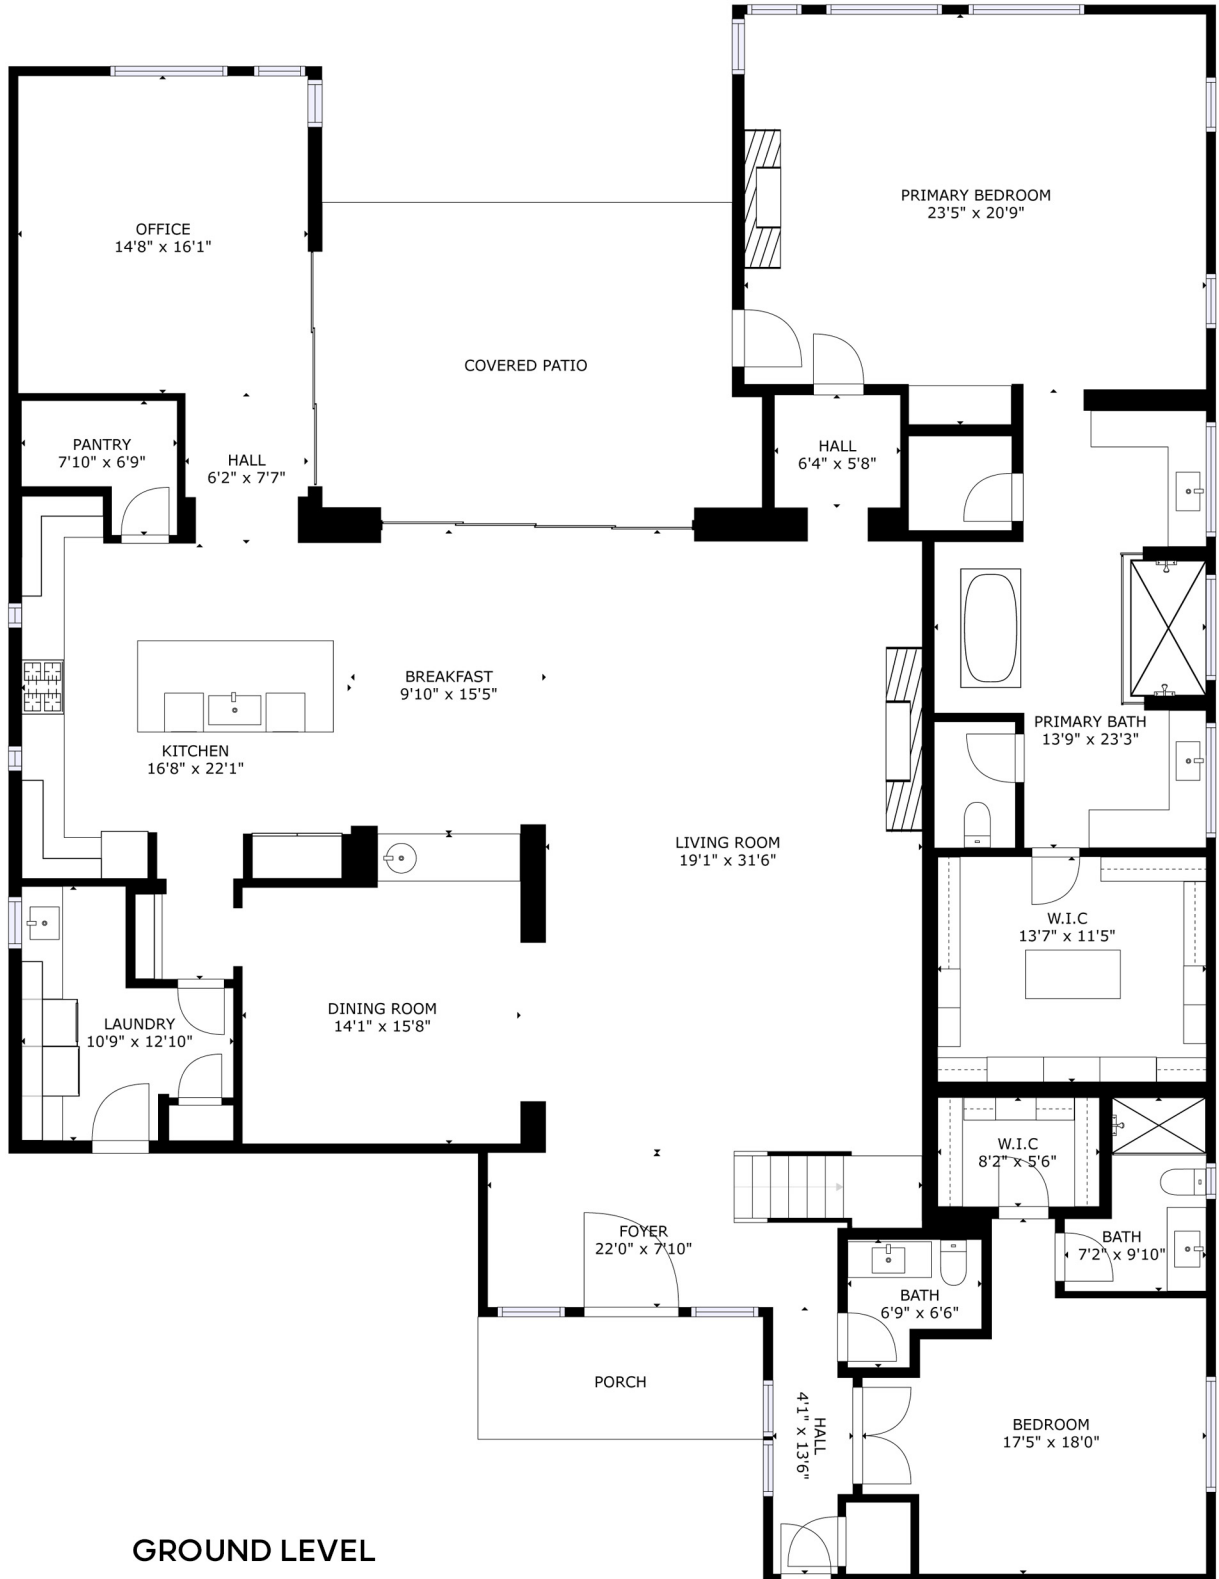 PRIMARY BEDROOM
23'5" x 20'9"
OFFICE
14'8" x 16'1"
COVERED PATIO
PANTRY
7'10" x 6'9"
HALL
6'2" x 7'7"
HALL
6'4" x 5'8"
BREAKFAST
9'10" x 15'5"
KITCHEN
16'8" x 22'1"
PRIMARY BATH
13'9" x 23'3"
LIVING ROOM
19'1" x 31'6"
W.I.C
13'7" x 11'5"
DINING ROOM
14'1" x 15'8"
LAUNDRY
10'9" x 12'10"
W.I.C
8'2" x 5'6"
FOYER
22'0" x 7'10"
BATH
7'2" x 9'10"
BATH
6'9" x 6'6"
PORCH
HALL
4'1" x 13'6"
BEDROOM
17'5" x 18'0"
GROUND LEVEL